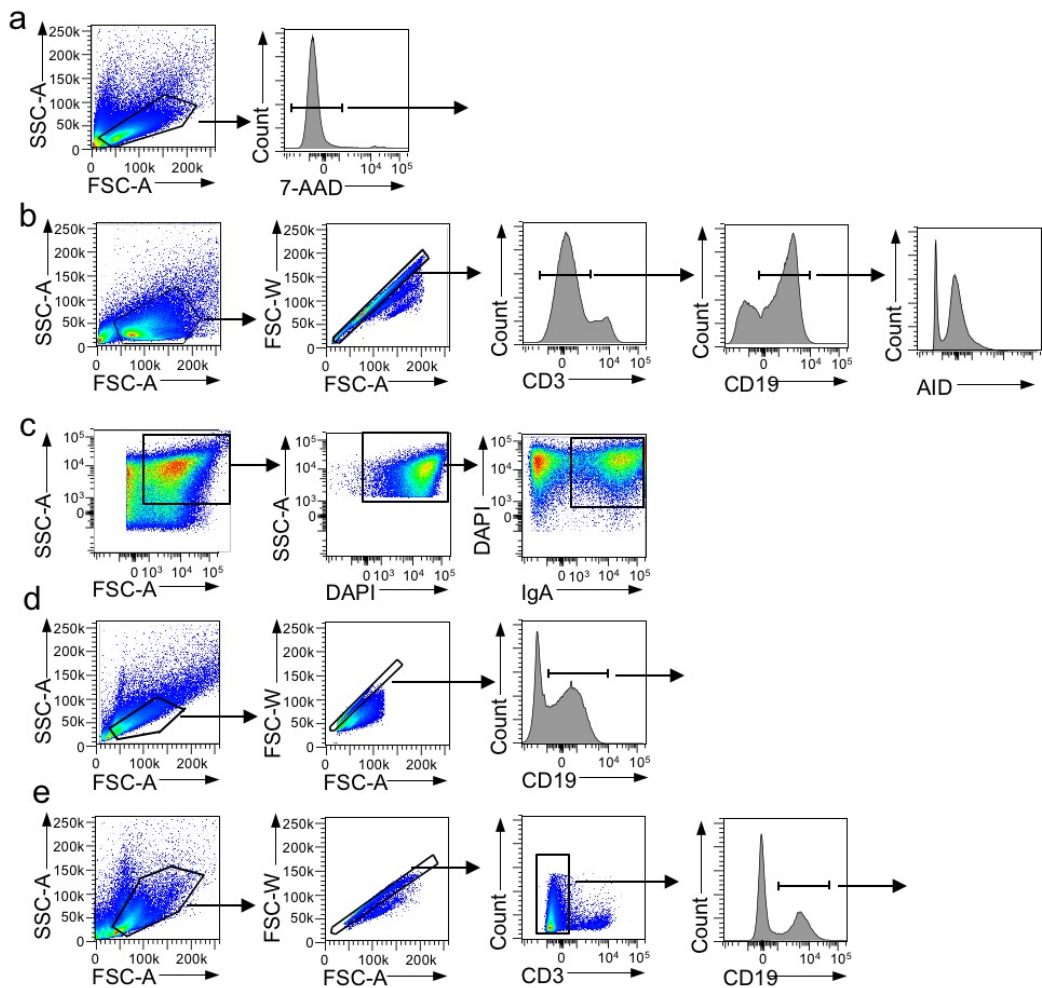 a
250k
200k
150k
100k
50k
0
SSC-A
0 100k 200k
FSC-A
Count
0 10⁴ 10⁵
7-AAD
b
250k
200k
150k
100k
50k
0
SSC-A
0 100k 200k
FSC-A
250k
200k
150k
100k
50k
0
FSC-W
0 100k 200k
FSC-A
Count
0 10⁴ 10⁵
CD3
Count
0 10⁴ 10⁵
CD19
Count
AID
c
10⁵
10⁴
10³
0
SSC-A
0 10³ 10⁴ 10⁵
FSC-A
10⁵
10⁴
10³
0
SSC-A
0 10³ 10⁴ 10⁵
DAPI
10⁵
10⁴
10³
0
DAPI
0 10³ 10⁴ 10⁵
IgA
d
250k
200k
150k
100k
50k
0
SSC-A
0 100k 200k
FSC-A
250k
200k
150k
100k
50k
0
FSC-W
0 100k 200k
FSC-A
Count
0 10⁴ 10⁵
CD19
e
250k
200k
150k
100k
50k
0
SSC-A
0 100k 200k
FSC-A
250k
200k
150k
100k
50k
0
FSC-W
0 100k 200k
FSC-A
Count
0 10⁴ 10⁵
CD3
Count
0 10⁴ 10⁵
CD19